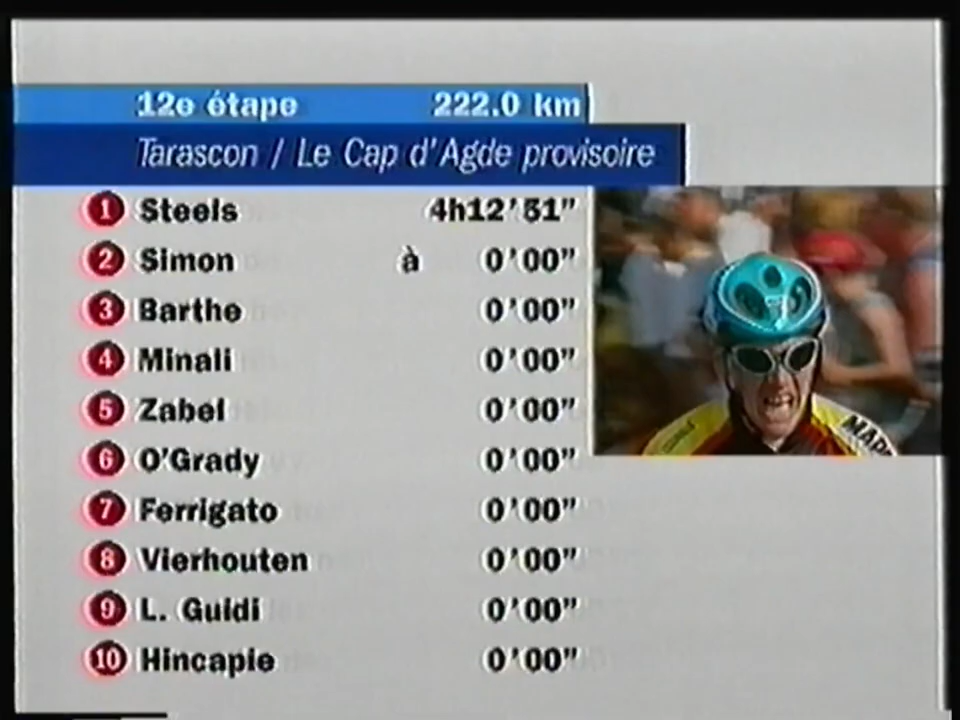 12e étape 222.0 km
Tarascon / Le Cap d'Agde provisoire
1 Steels 4h12'51"
2 Simon à 0'00"
3 Barthe 0'00"
4 Minali 0'00"
5 Zabel 0'00"
6 O'Grady 0'00"
7 Ferrigato 0'00"
8 Vierhouten 0'00"
9 L. Guidi 0'00"
10 Hincapie 0'00"
MAPE